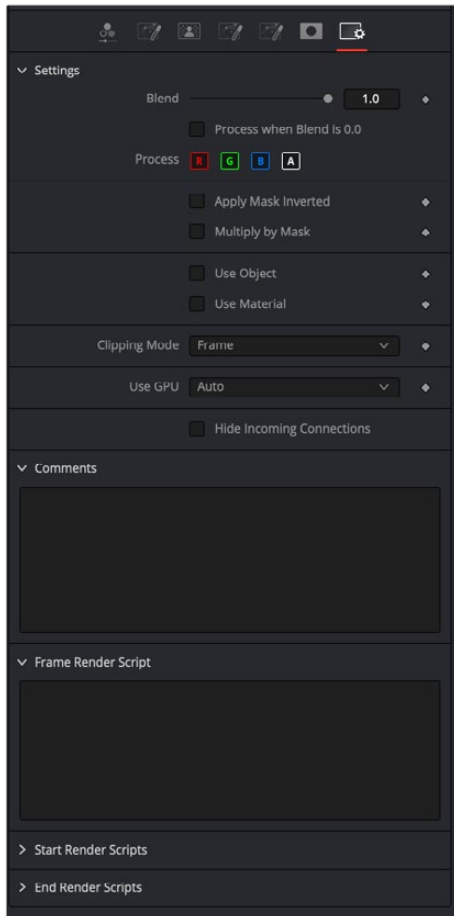 Settings
Blend 1.0
Process when Blend is 0.0
Process R G B A
Apply Mask Inverted
Multiply by Mask
Use Object
Use Material
Clipping Mode Frame
Use GPU Auto
Hide Incoming Connections
Comments
Frame Render Script
Start Render Scripts
End Render Scripts